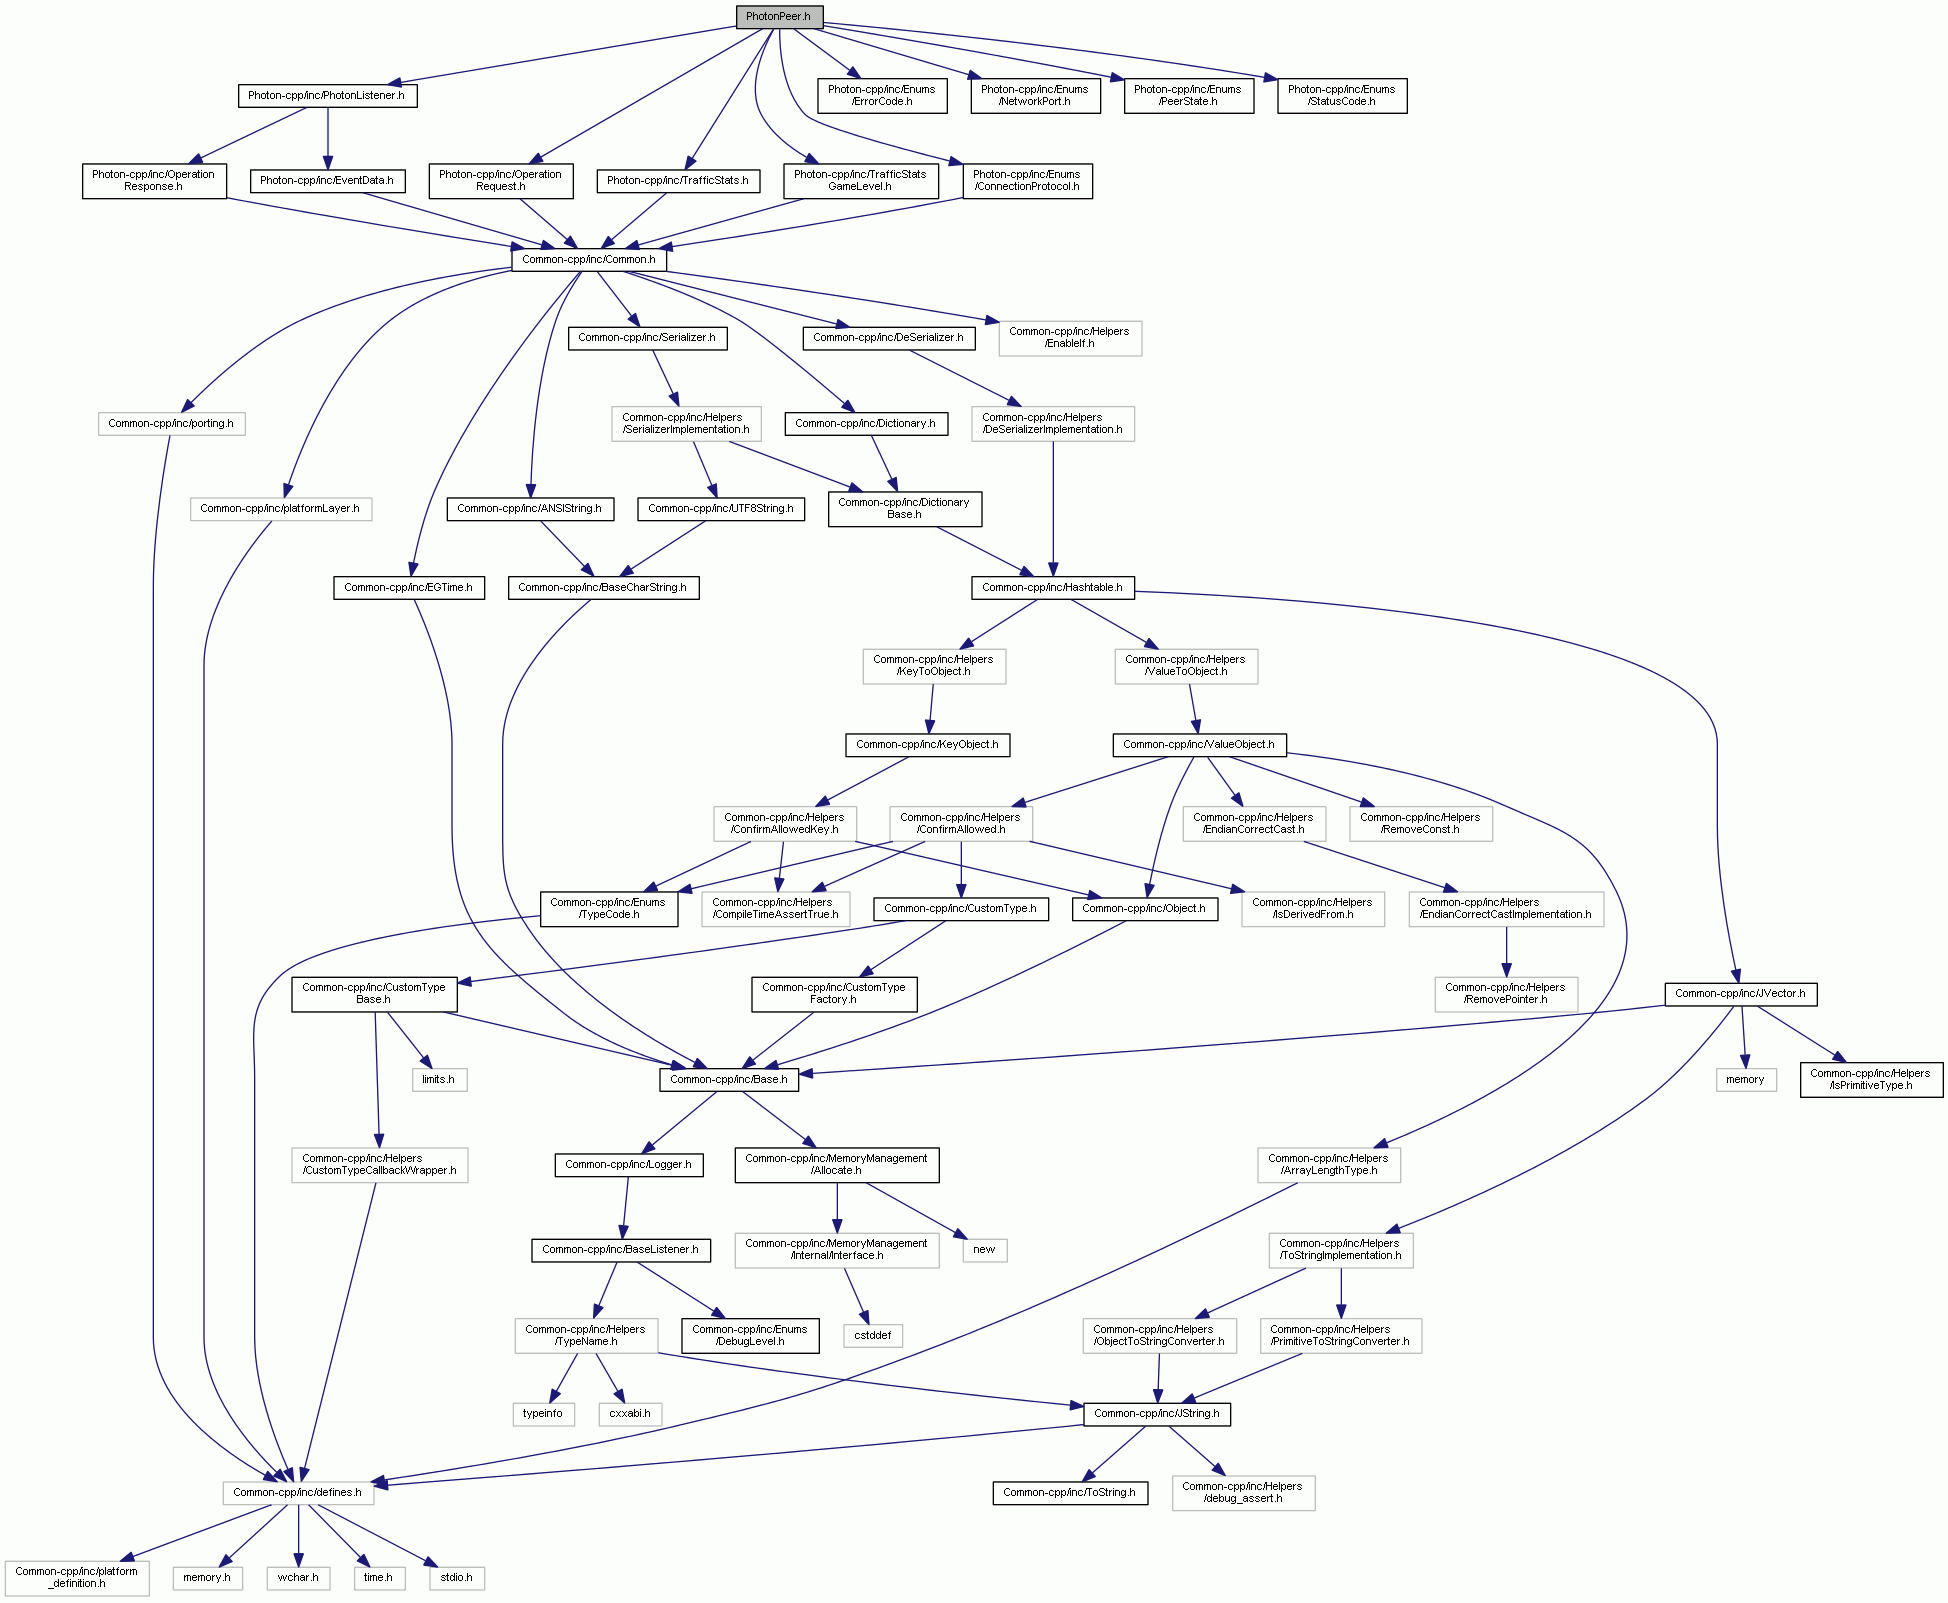 PhotonPeer.h
Photon-cpp/inc/PhotonListener.h
Photon-cpp/inc/Enums
/ErrorCode.h
Photon-cpp/inc/Enums
/NetworkPort.h
Photon-cpp/inc/Enums
/PeerState.h
Photon-cpp/inc/Enums
/StatusCode.h
Photon-cpp/inc/Operation
Response.h
Photon-cpp/inc/EventData.h
Photon-cpp/inc/Operation
Request.h
Photon-cpp/inc/TrafficStats.h
Photon-cpp/inc/TrafficStats
GameLevel.h
Photon-cpp/inc/Enums
/ConnectionProtocol.h
Common-cpp/inc/Common.h
Common-cpp/inc/Serializer.h
Common-cpp/inc/DeSerializer.h
Common-cpp/inc/Helpers
/EnableIf.h
Common-cpp/inc/porting.h
Common-cpp/inc/Helpers
/SerializerImplementation.h
Common-cpp/inc/Dictionary.h
Common-cpp/inc/Helpers
/DeSerializerImplementation.h
Common-cpp/inc/platformLayer.h
Common-cpp/inc/ANSIString.h
Common-cpp/inc/UTF8String.h
Common-cpp/inc/Dictionary
Base.h
Common-cpp/inc/EGTime.h
Common-cpp/inc/BaseCharString.h
Common-cpp/inc/Hashtable.h
Common-cpp/inc/Helpers
/KeyToObject.h
Common-cpp/inc/Helpers
/ValueToObject.h
Common-cpp/inc/KeyObject.h
Common-cpp/inc/ValueObject.h
Common-cpp/inc/Helpers
/ConfirmAllowedKey.h
Common-cpp/inc/Helpers
/ConfirmAllowed.h
Common-cpp/inc/Helpers
/EndianCorrectCast.h
Common-cpp/inc/Helpers
/RemoveConst.h
Common-cpp/inc/Enums
/TypeCode.h
Common-cpp/inc/Helpers
/CompileTimeAssertTrue.h
Common-cpp/inc/CustomType.h
Common-cpp/inc/Object.h
Common-cpp/inc/Helpers
/IsDerivedFrom.h
Common-cpp/inc/Helpers
/EndianCorrectCastImplementation.h
Common-cpp/inc/CustomType
Base.h
Common-cpp/inc/CustomType
Factory.h
Common-cpp/inc/Helpers
/RemovePointer.h
Common-cpp/inc/JVector.h
limits.h
Common-cpp/inc/Base.h
memory
Common-cpp/inc/Helpers
/IsPrimitiveType.h
Common-cpp/inc/Helpers
/CustomTypeCallbackWrapper.h
Common-cpp/inc/Logger.h
Common-cpp/inc/MemoryManagement
/Allocate.h
Common-cpp/inc/Helpers
/ArrayLengthType.h
Common-cpp/inc/BaseListener.h
Common-cpp/inc/MemoryManagement
/Internal/Interface.h
new
Common-cpp/inc/Helpers
/ToStringImplementation.h
Common-cpp/inc/Helpers
/TypeName.h
Common-cpp/inc/Enums
/DebugLevel.h
cstddef
Common-cpp/inc/Helpers
/ObjectToStringConverter.h
Common-cpp/inc/Helpers
/PrimitiveToStringConverter.h
typeinfo
cxxabi.h
Common-cpp/inc/JString.h
Common-cpp/inc/defines.h
Common-cpp/inc/ToString.h
Common-cpp/inc/Helpers
/debug_assert.h
Common-cpp/inc/platform
_definition.h
memory.h
wchar.h
time.h
stdio.h